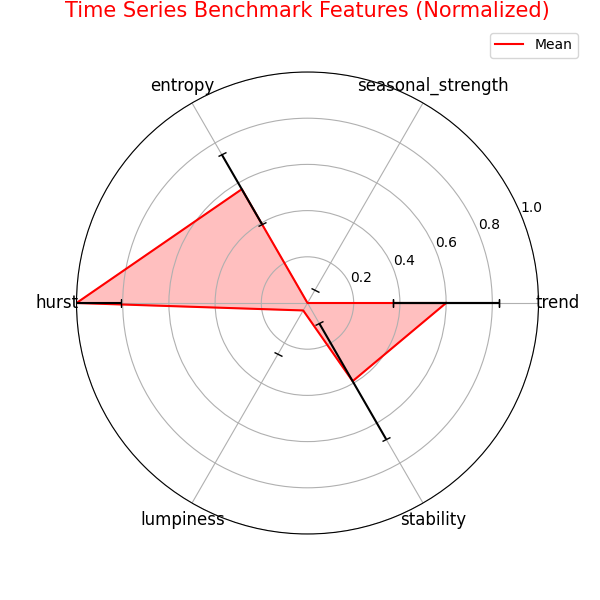 Time Series Benchmark Features (Normalized)
Mean
entropy
seasonal_strength
1.0
0.8
0.6
0.4
0.2
hurst
trend
lumpiness
stability